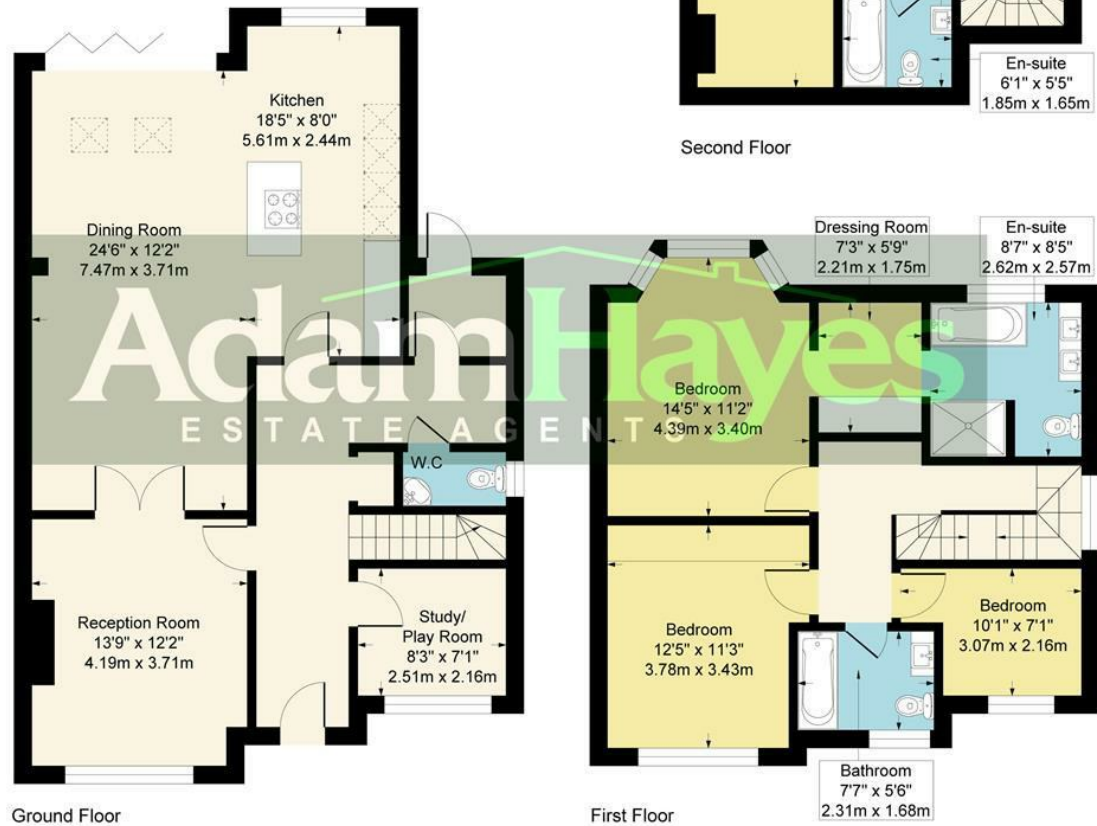 En-suite
6'1" x 5'5"
1.85m x 1.65m
Second Floor
Kitchen
18'5" x 8'0"
5.61m x 2.44m
Dining Room
24'6" x 12'2"
7.47m x 3.71m
W.C
Reception Room
13'9" x 12'2"
4.19m x 3.71m
Study/
Play Room
8'3" x 7'1"
2.51m x 2.16m
Ground Floor
Dressing Room
7'3" x 5'9"
2.21m x 1.75m
En-suite
8'7" x 8'5"
2.62m x 2.57m
Bedroom
14'5" x 11'2"
4.39m x 3.40m
Bedroom
12'5" x 11'3"
3.78m x 3.43m
Bedroom
10'1" x 7'1"
3.07m x 2.16m
Bathroom
7'7" x 5'6"
2.31m x 1.68m
First Floor
AdamHayes
ESTATE AGENTS